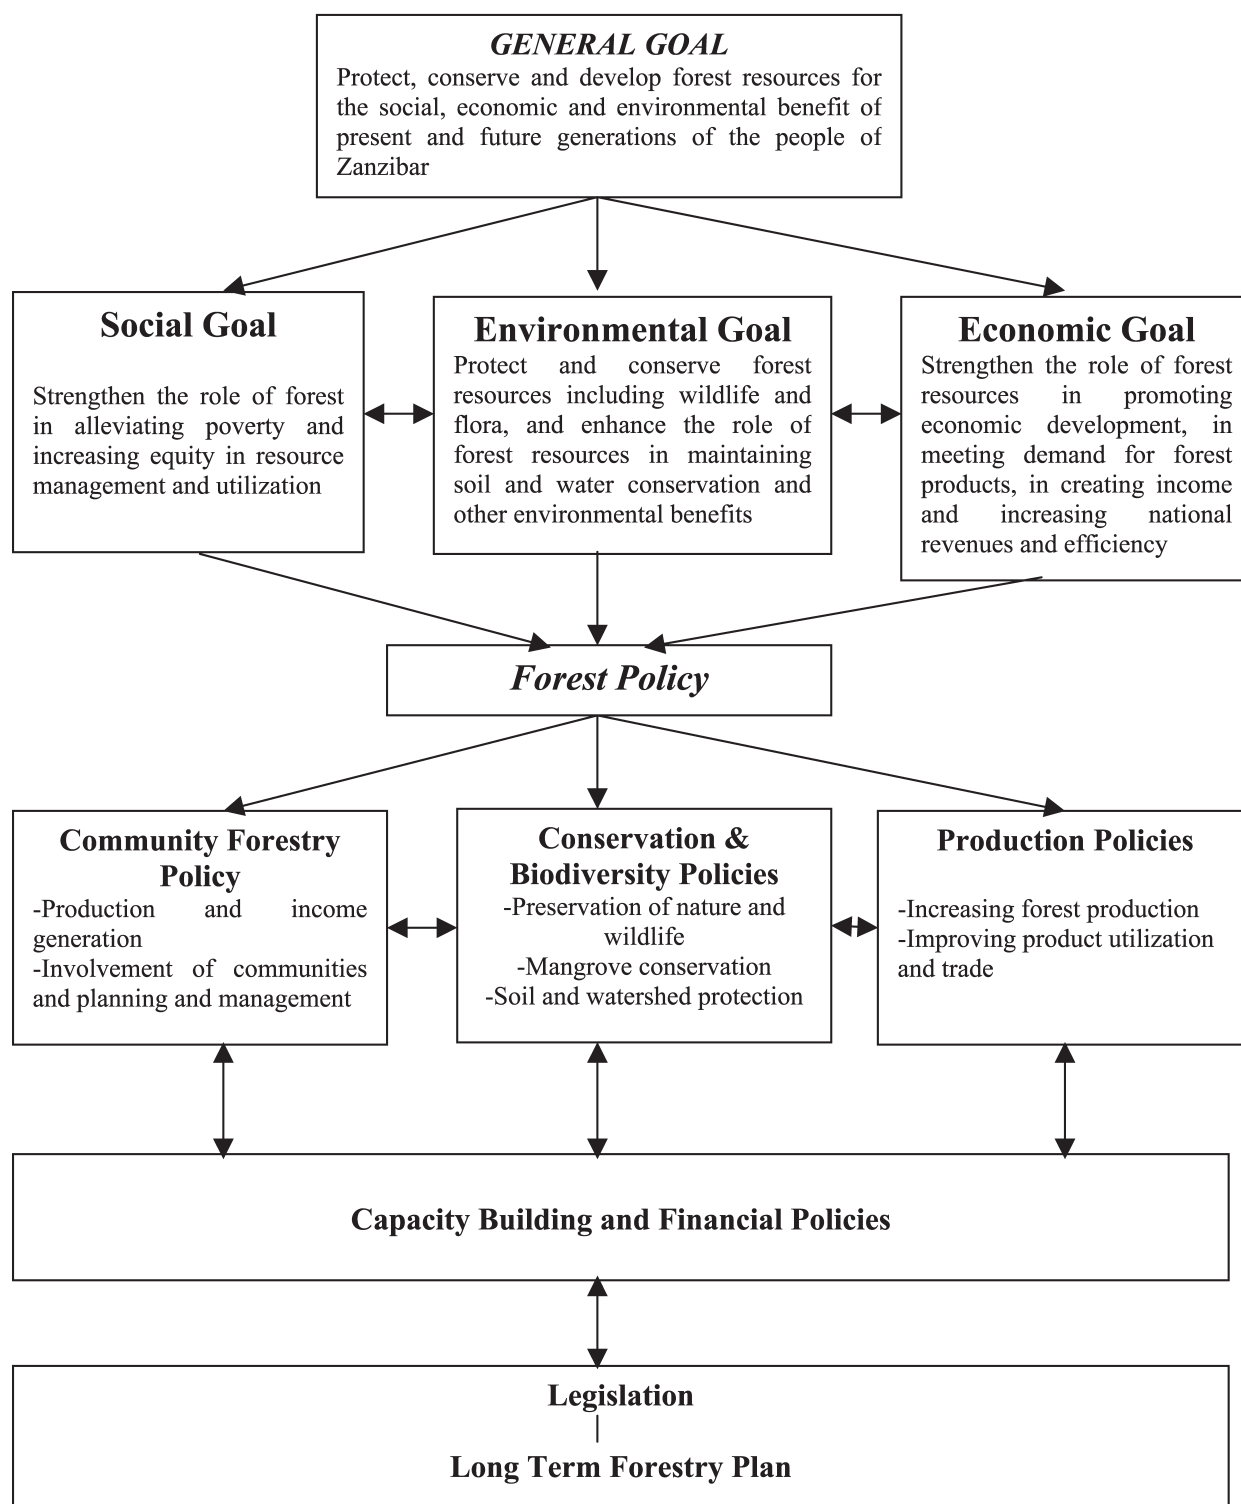 GENERAL GOAL
Protect, conserve and develop forest resources for
the social, economic and environmental benefit of
present and future generations of the people of
Zanzibar
Social Goal
Strengthen the role of forest
in alleviating poverty and
increasing equity in resource
management and utilization
Environmental Goal
Protect and conserve forest
resources including wildlife and
flora, and enhance the role of
forest resources in maintaining
soil and water conservation and
other environmental benefits
Economic Goal
Strengthen the role of forest
resources in promoting
economic development, in
meeting demand for forest
products, in creating income
and increasing national
revenues and efficiency
Forest Policy
Community Forestry
Policy
-Production and income
generation
-Involvement of communities
and planning and management
Conservation &
Biodiversity Policies
-Preservation of nature and
wildlife
-Mangrove conservation
-Soil and watershed protection
Production Policies
-Increasing forest production
-Improving product utilization
and trade
Capacity Building and Financial Policies
Legislation
Long Term Forestry Plan